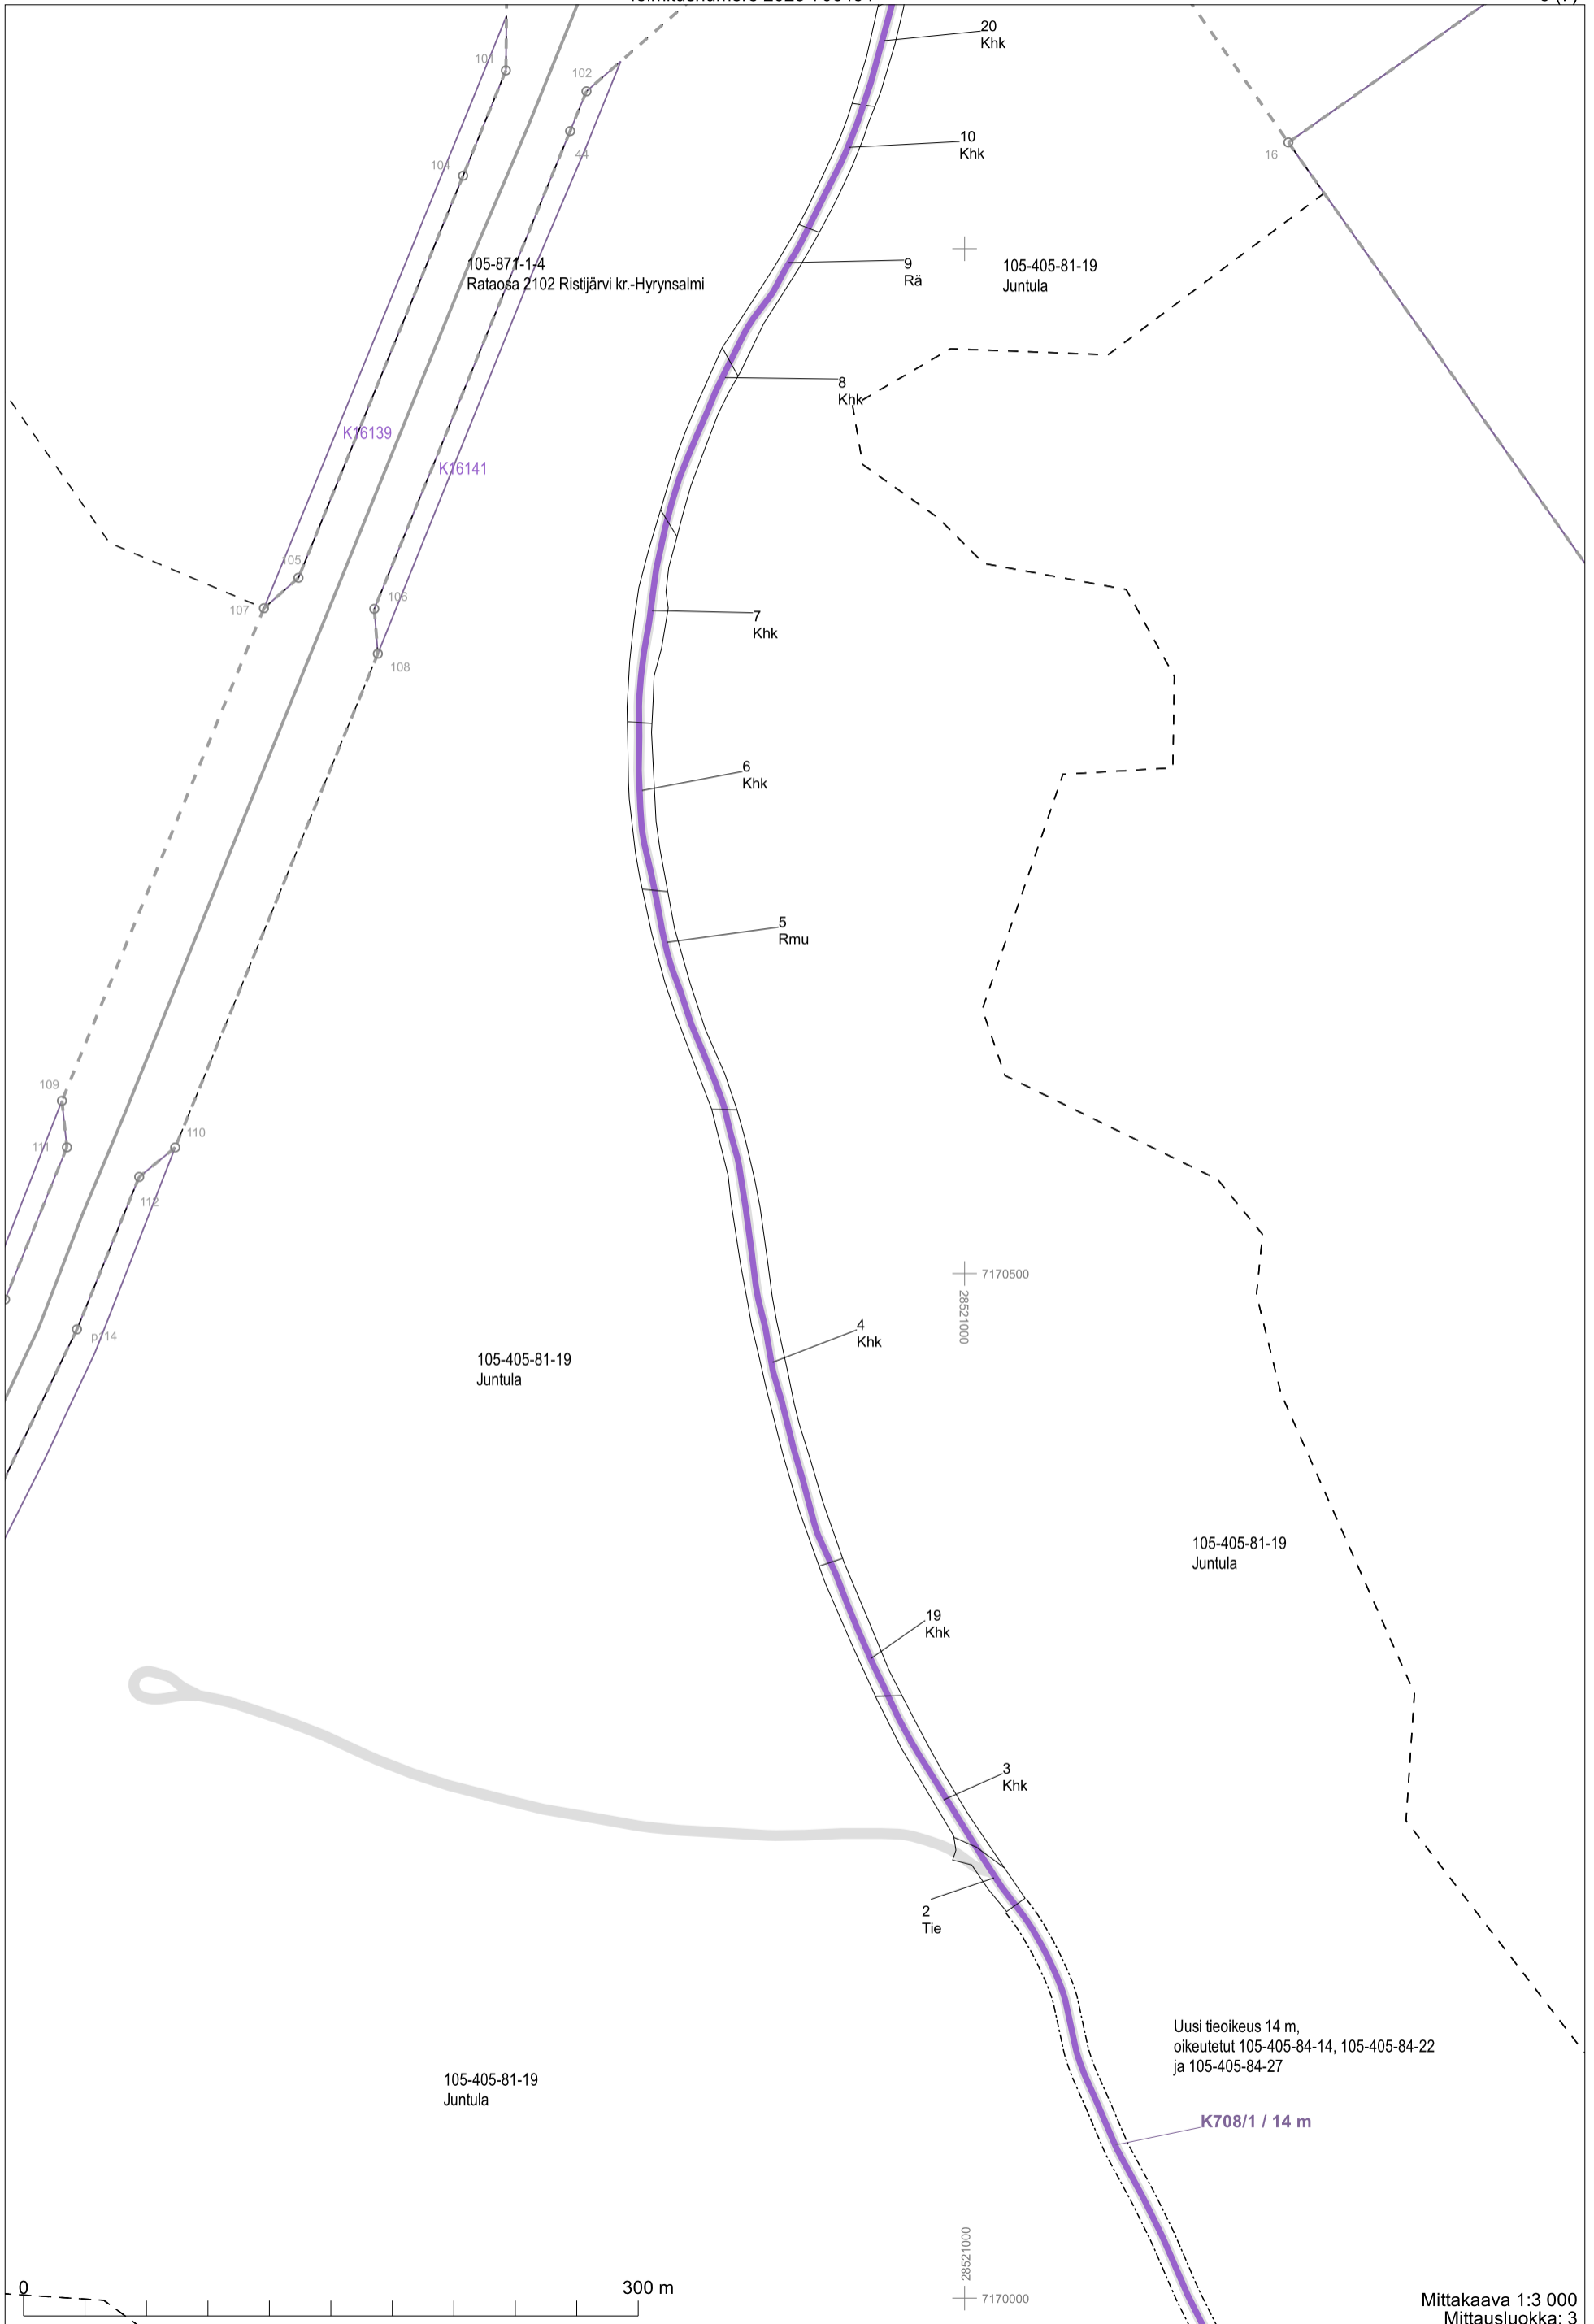 20
Khk
101
102
10
Khk
44
16
104
105-871-1-4
Rataosa 2102 Ristijärvi kr.-Hyrynsalmi
9
Rä
105-405-81-19
Juntula
8
Khk
K16139
K16141
105
107
106
7
Khk
108
6
Khk
5
Rmu
109
111
110
112
7170500
28521000
p114
4
Khk
105-405-81-19
Juntula
105-405-81-19
Juntula
19
Khk
3
Khk
2
Tie
Uusi tieoikeus 14 m,
oikeutetut 105-405-84-14, 105-405-84-22
ja 105-405-84-27
105-405-81-19
Juntula
K708/1 / 14 m
28521000
7170000
0
300 m
Mittakaava 1:3 000
Mittausluokka: 3